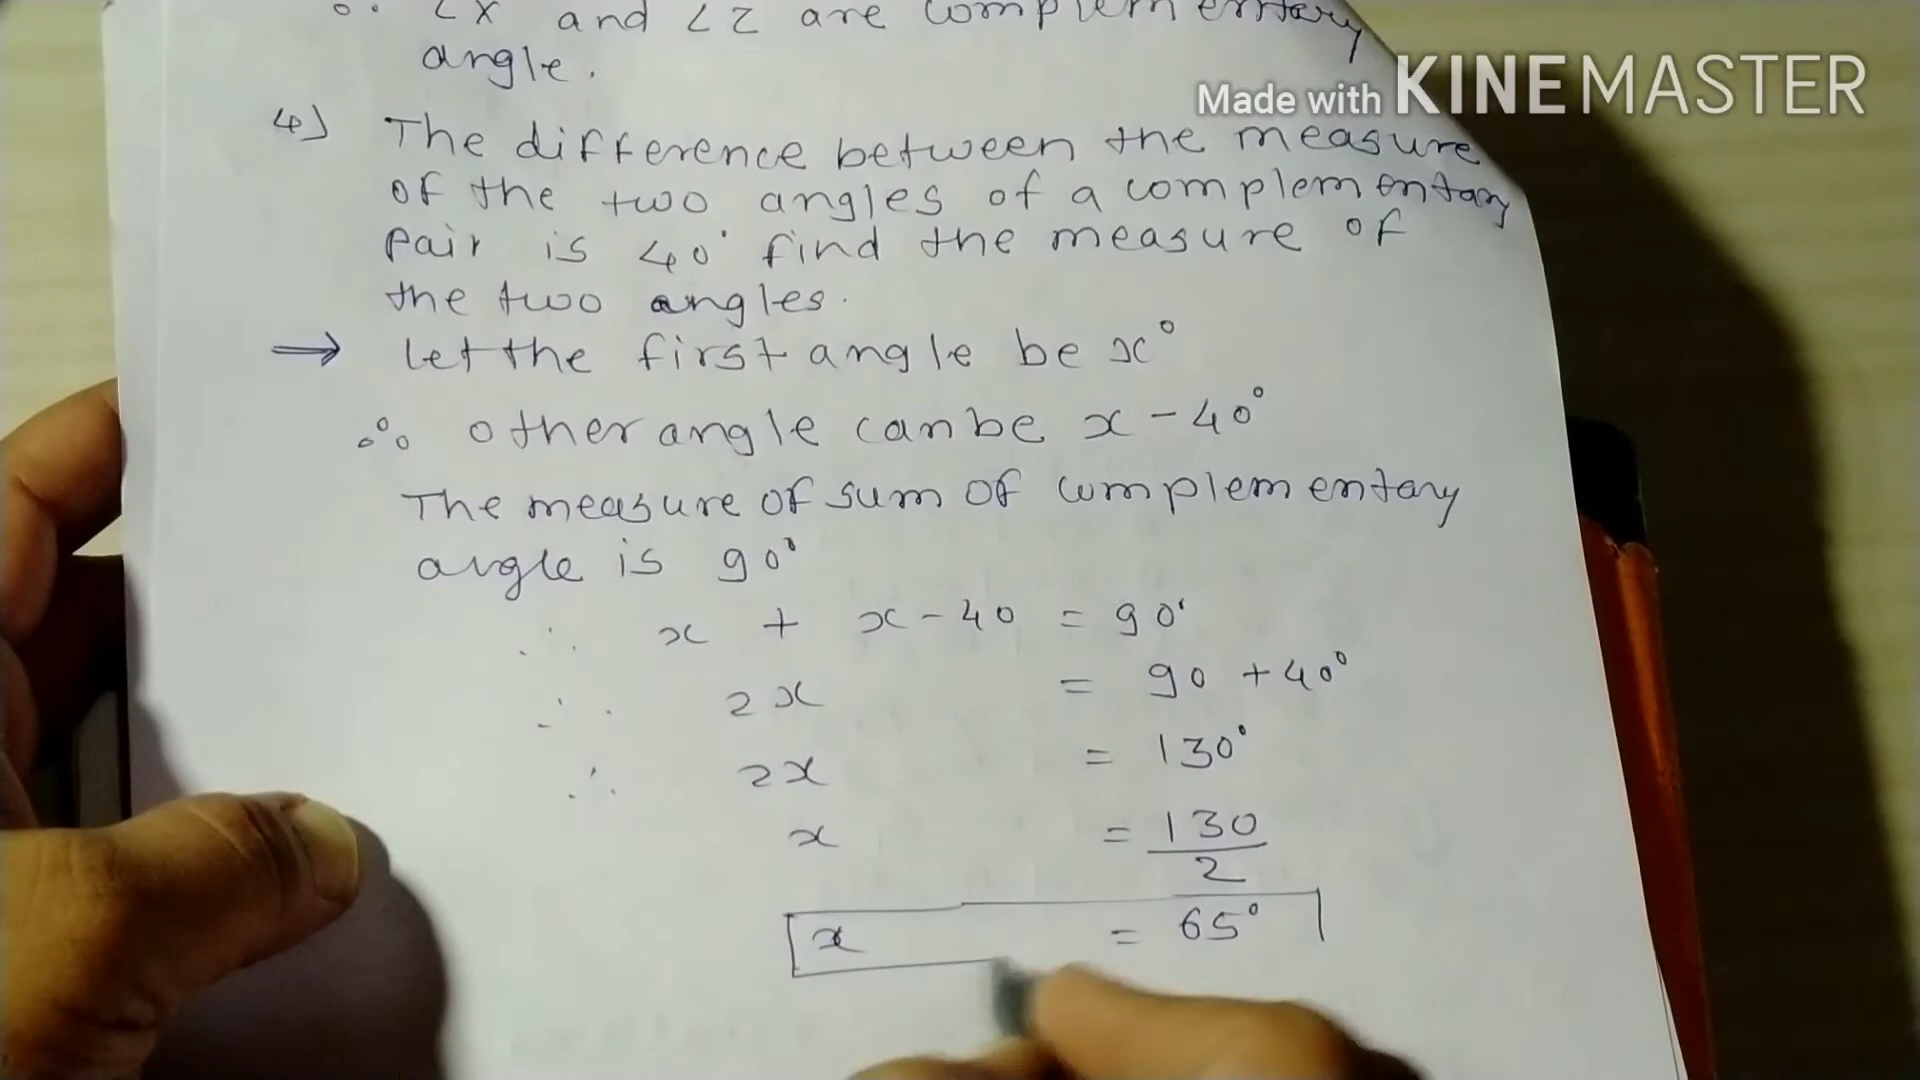 ∴ ∠X and ∠Z are complementary
angle.
Made with KINEMASTER
4) The difference between the measure
of the two angles of a complementary
pair is 40° find the measure of
the two angles.
⇒ Let the first angle be x°
∴ other angle can be x - 40°
The measure of sum of complementary
angle is 90°
∴ x + x - 40 = 90°
∴ 2x = 90 + 40°
∴ 2x = 130°
x = 130/2
x = 65°